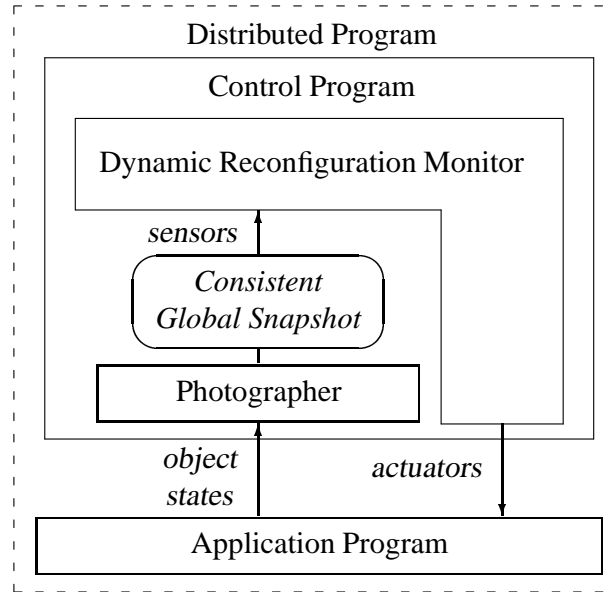 Distributed Program
Control Program
Dynamic Reconfiguration Monitor
sensors
Consistent
Global Snapshot
Photographer
object
states
actuators
Application Program